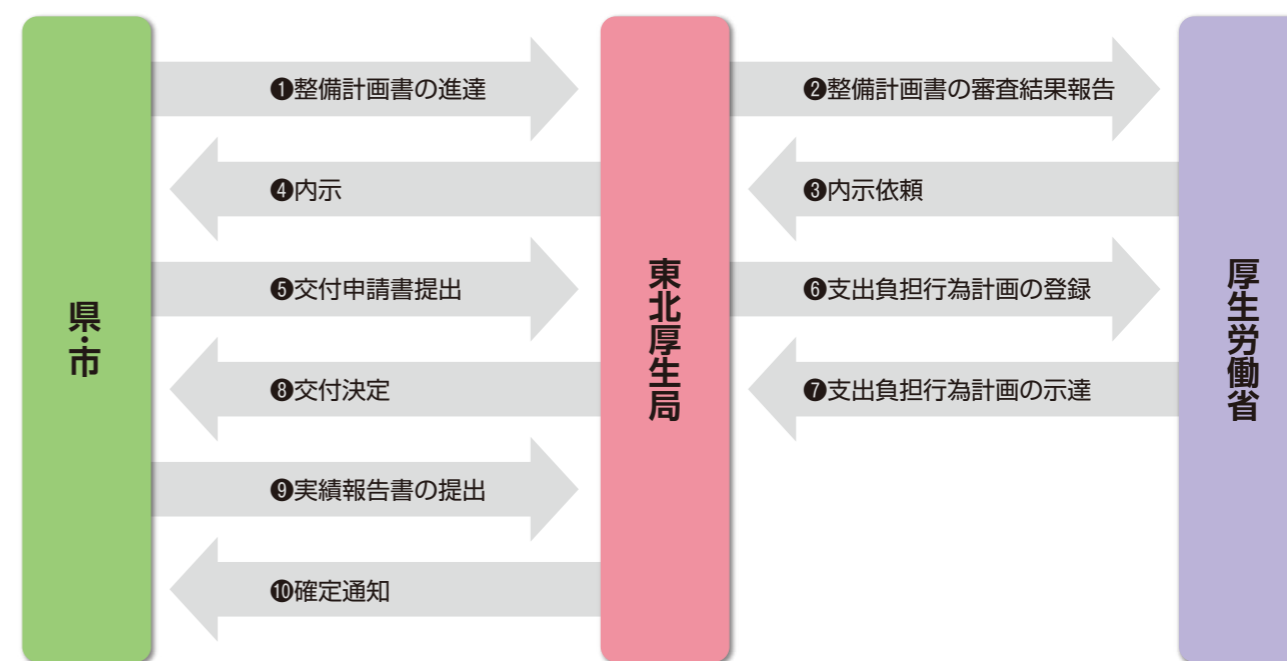 県・市
東北厚生局
厚生労働省
❶整備計画書の進達
❷整備計画書の審査結果報告
❹内示
❸内示依頼
❺交付申請書提出
❻支出負担行為計画の登録
❽交付決定
❼支出負担行為計画の示達
❾実績報告書の提出
❿確定通知